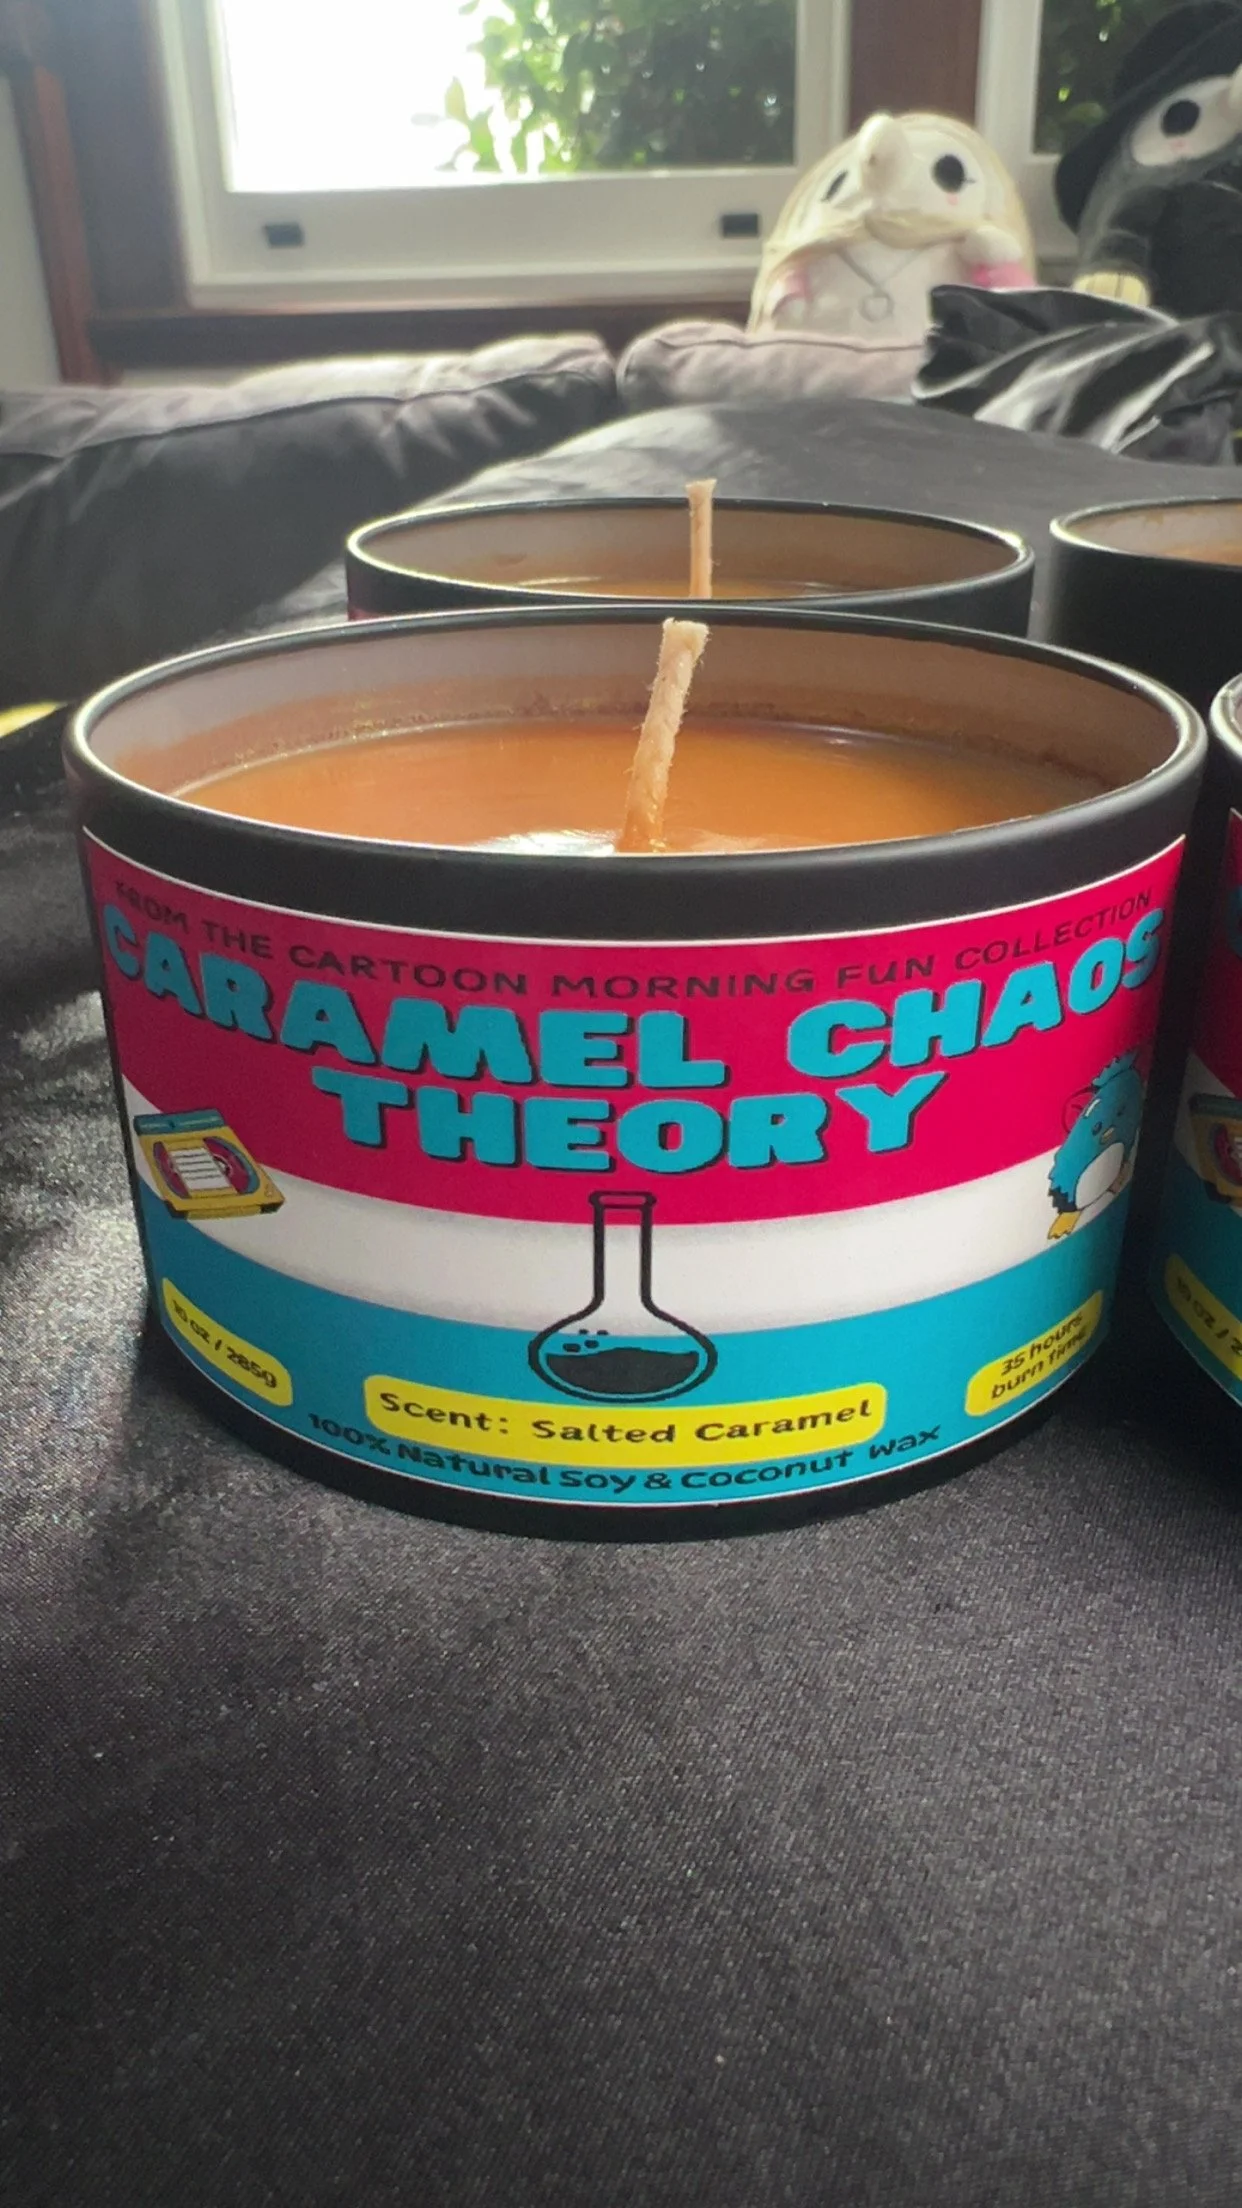 FROM THE CARTOON MORNING FUN COLLECTION
CARAMEL CHAOS
THEORY
10 oz / 285g
Scent: Salted Caramel
35 hours
burn time
100% Natural Soy & Coconut Wax